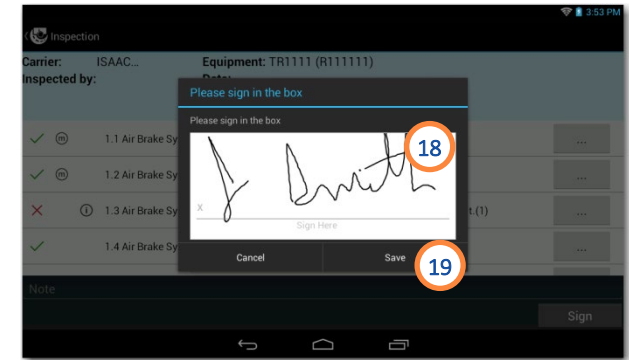 3:53 PM
Inspection
Carrier: ISAAC... Equipment: TR1111 (R111111)
Inspected by:
Please sign in the box
Please sign in the box
18
1.1 Air Brake Sy
...
m
1.2 Air Brake Sy
...
m
J Smith
1.3 Air Brake Sy
t.(1)
...
X
Sign Here
1.4 Air Brake Sy
...
Cancel Save
19
Note
Sign